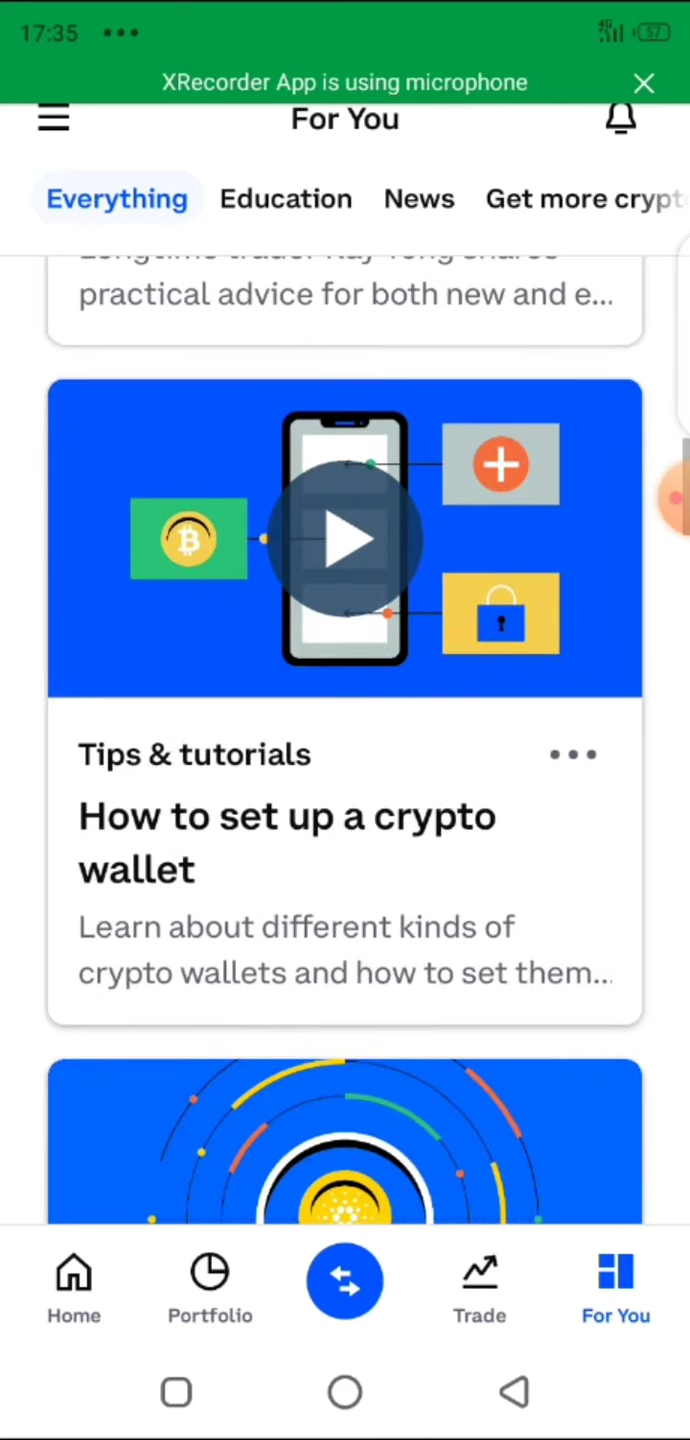 17:35
4G
57
XRecorder App is using microphone
For You
Everything Education News Get more crypt
practical advice for both new and e...
Tips & tutorials
How to set up a crypto
wallet
Learn about different kinds of
crypto wallets and how to set them...
Home Portfolio Trade For You